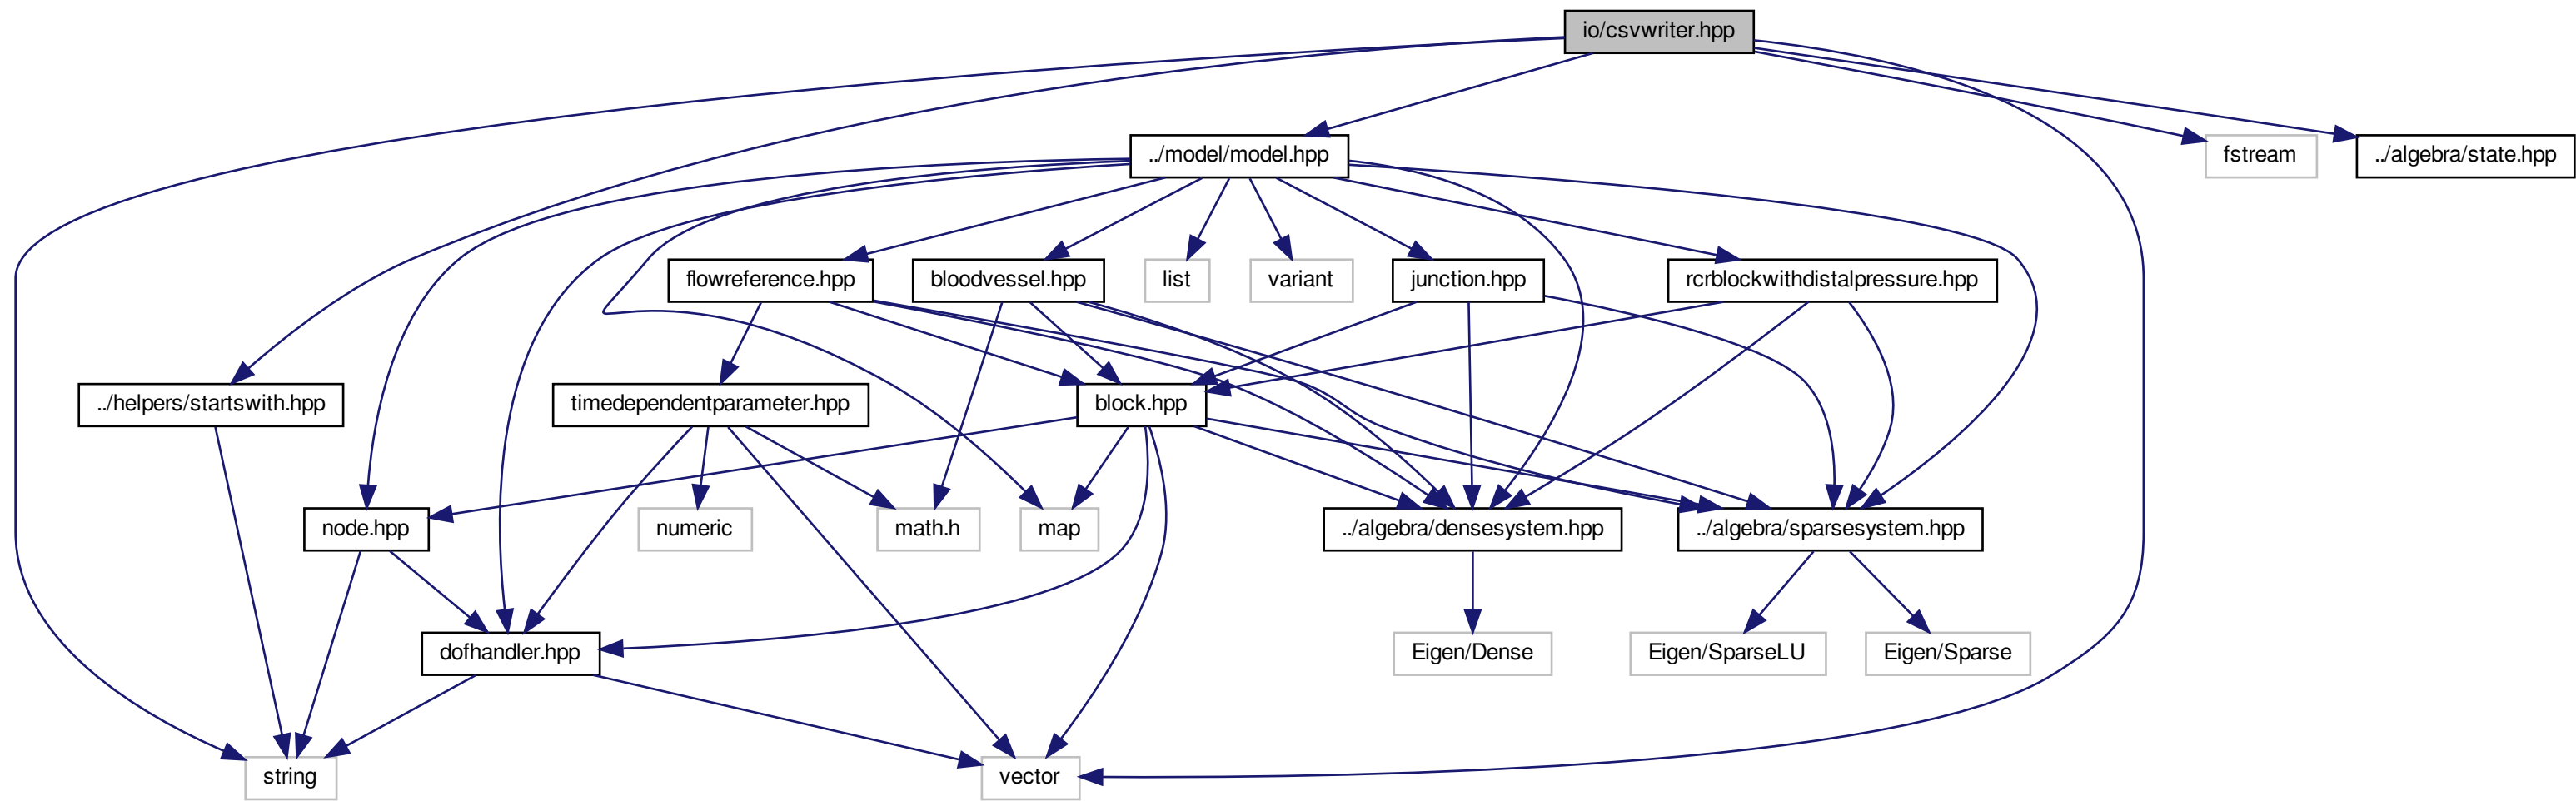 io/csvwriter.hpp
../model/model.hpp
fstream
../algebra/state.hpp
flowreference.hpp
bloodvessel.hpp
list
variant
junction.hpp
rcrblockwithdistalpressure.hpp
../helpers/startswith.hpp
timedependentparameter.hpp
block.hpp
node.hpp
numeric
math.h
map
../algebra/densesystem.hpp
../algebra/sparsesystem.hpp
dofhandler.hpp
Eigen/Dense
Eigen/SparseLU
Eigen/Sparse
string
vector